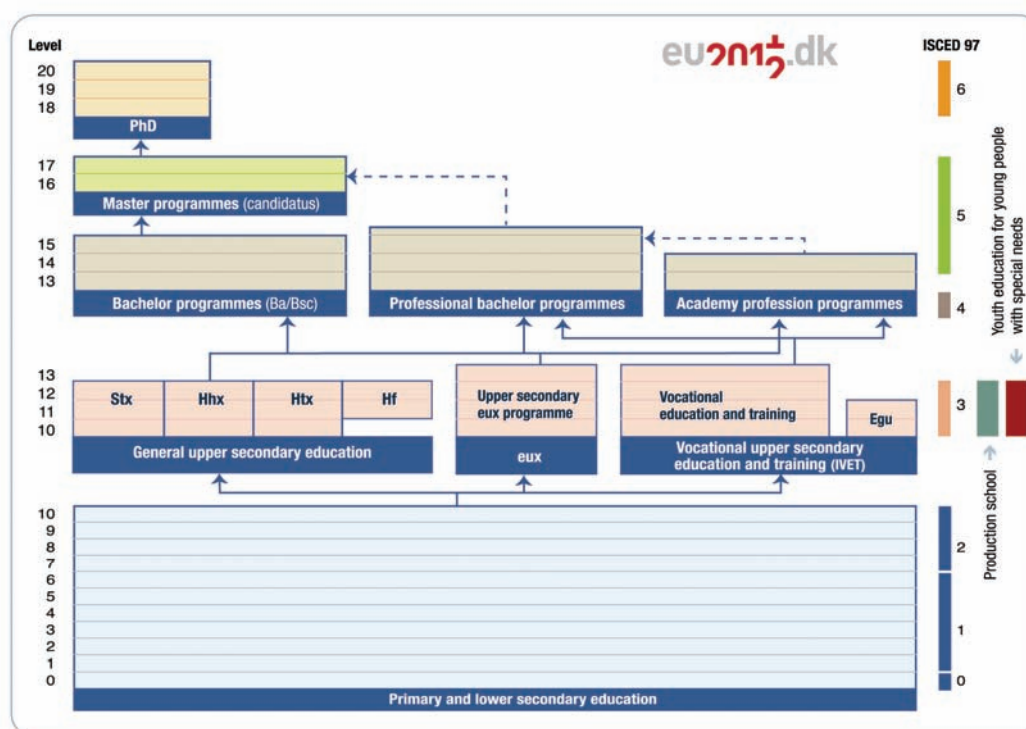 Level
eu2012.dk
ISCED 97
20
19
18
PhD
6
17
16
Master programmes (candidatus)
5
15
14
13
Bachelor programmes (Ba/Bsc)
Professional bachelor programmes
Academy profession programmes
4
Youth education for young people
with special needs
13
12
11
10
Stx
Hhx
Htx
Hf
General upper secondary education
Upper secondary
eux programme
eux
Vocational
education and training
Egu
Vocational upper secondary
education and training (IVET)
3
Production school
10
9
8
7
6
5
4
3
2
1
0
Primary and lower secondary education
2
1
0